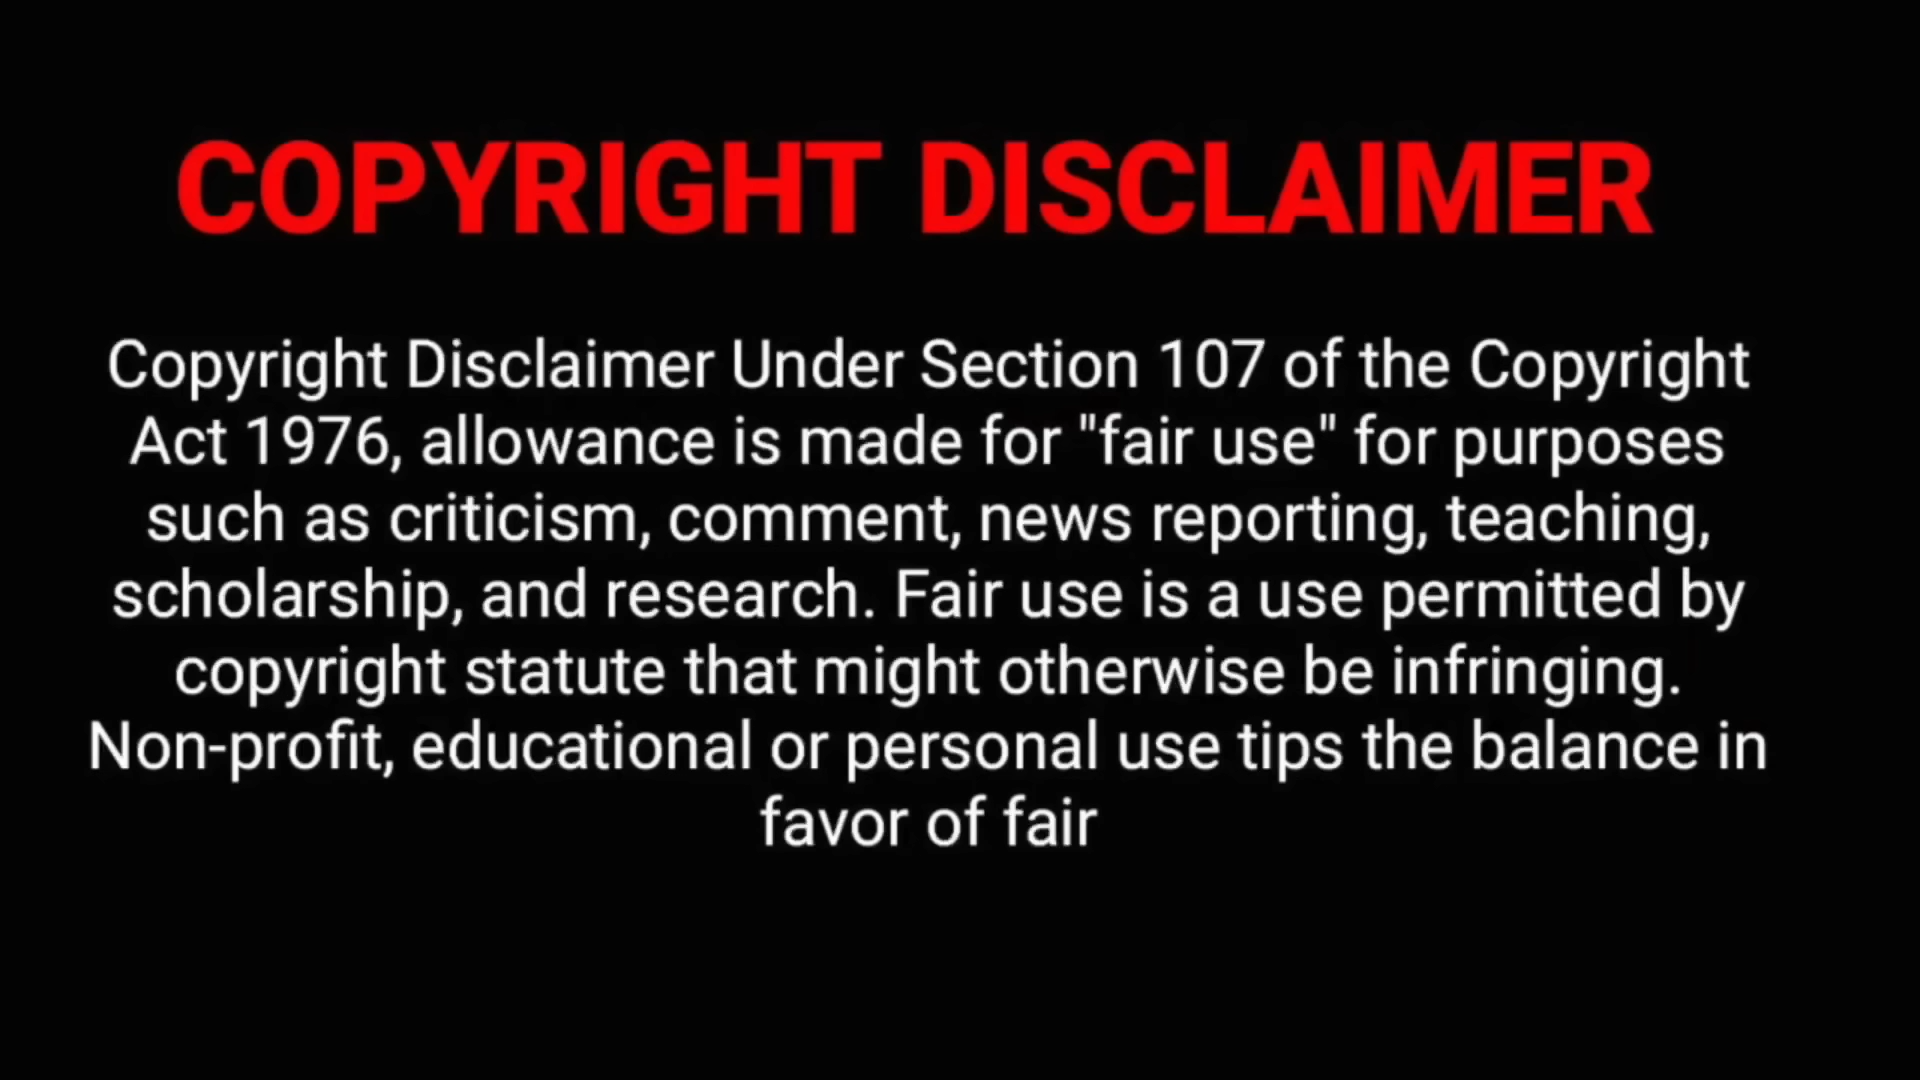 COPYRIGHT DISCLAIMER
Copyright Disclaimer Under Section 107 of the Copyright
Act 1976, allowance is made for "fair use" for purposes
such as criticism, comment, news reporting, teaching,
scholarship, and research. Fair use is a use permitted by
copyright statute that might otherwise be infringing.
Non-profit, educational or personal use tips the balance in
favor of fair